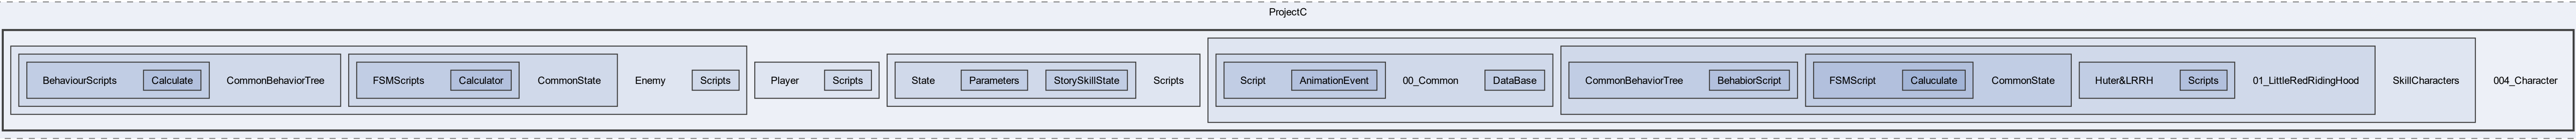 ProjectC
BehaviourScripts Calculate CommonBehaviorTree FSMScripts Calculator CommonState Enemy Scripts Player Scripts State Parameters StorySkillState Scripts Script AnimationEvent 00_Common DataBase CommonBehaviorTree BehabiorScript FSMScript Caluculate CommonState Huter&LRRH Scripts 01_LittleRedRidingHood SkillCharacters 004_Character